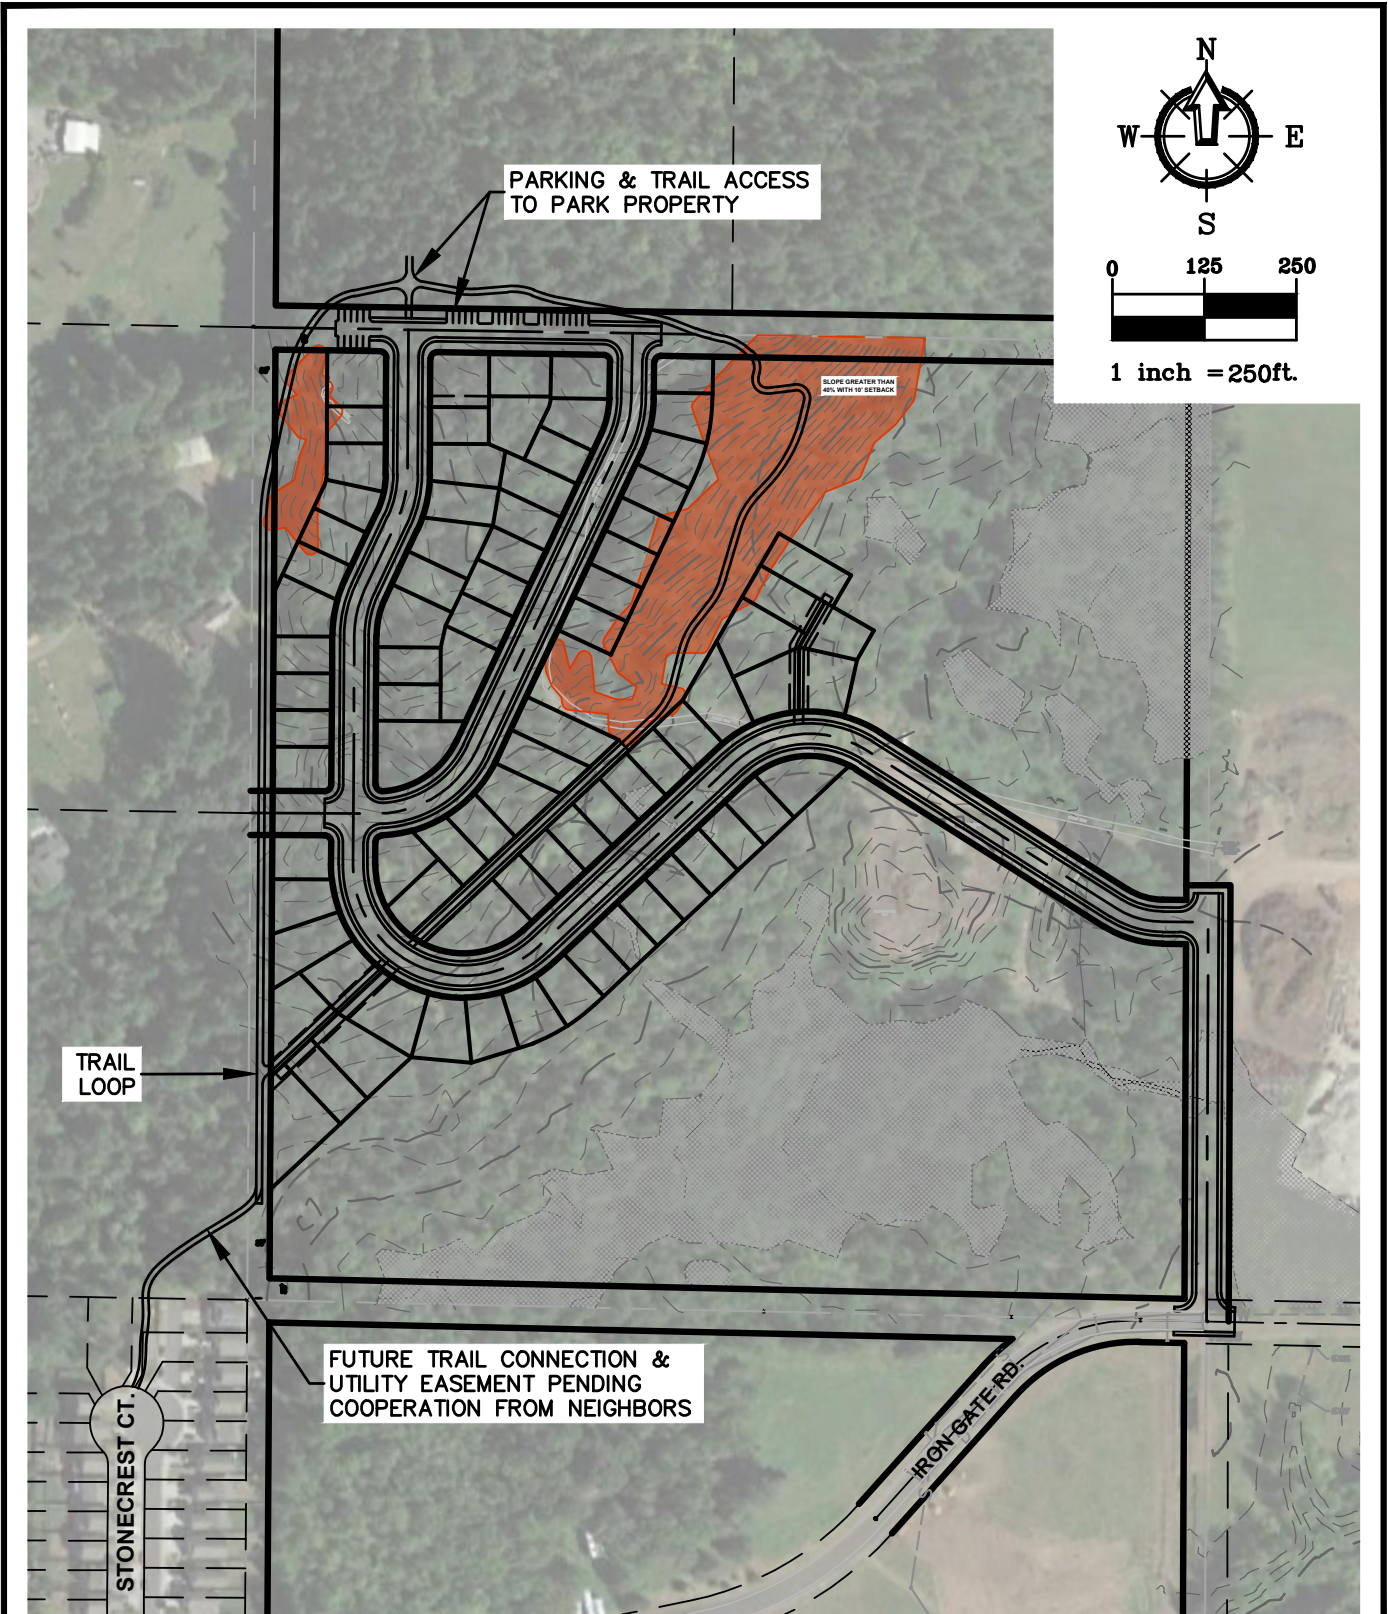 N
W E
S
0 125 250
1 inch = 250ft.
PARKING & TRAIL ACCESS
TO PARK PROPERTY
SLOPE GREATER THAN
40% WITH 10' SETBACK
TRAIL
LOOP
FUTURE TRAIL CONNECTION &
UTILITY EASEMENT PENDING
COOPERATION FROM NEIGHBORS
IRON GATE RD.
STONECREST CT.